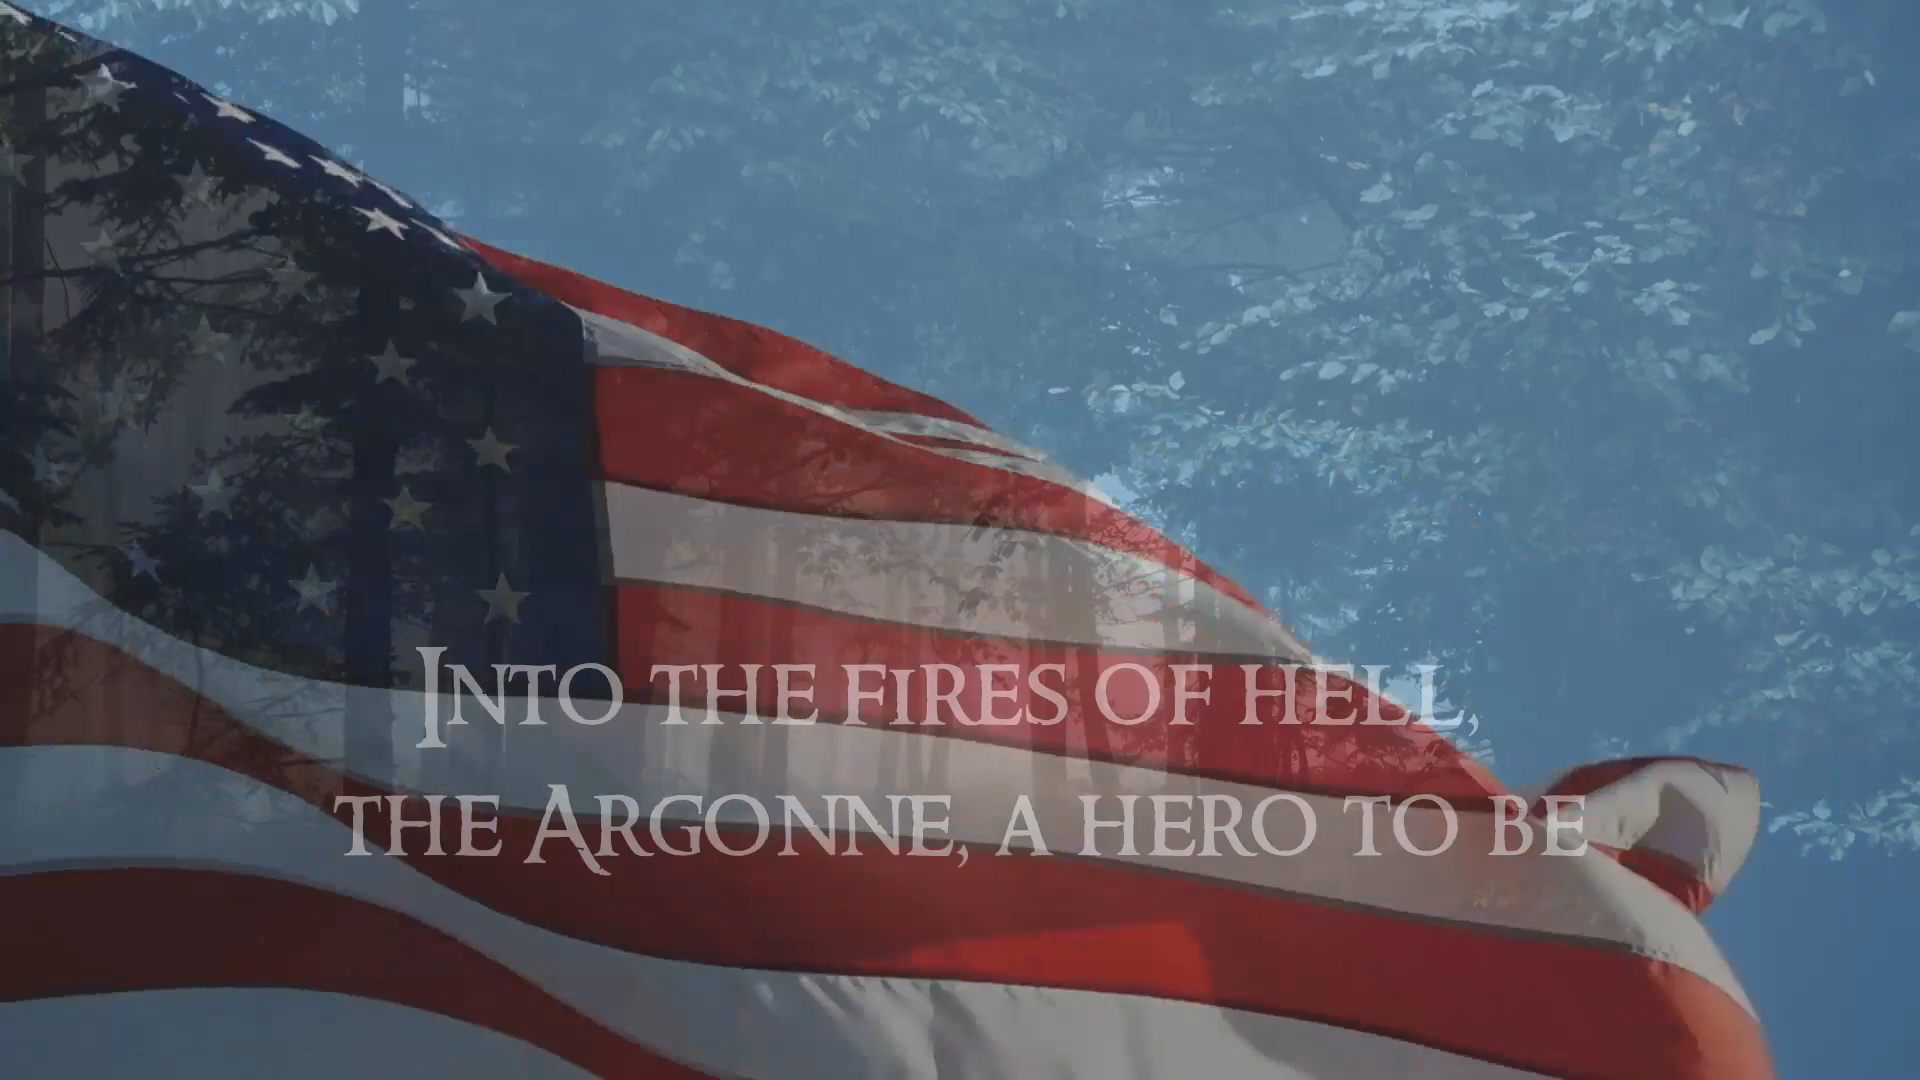 Into the fires of hell,
the Argonne, a hero to be